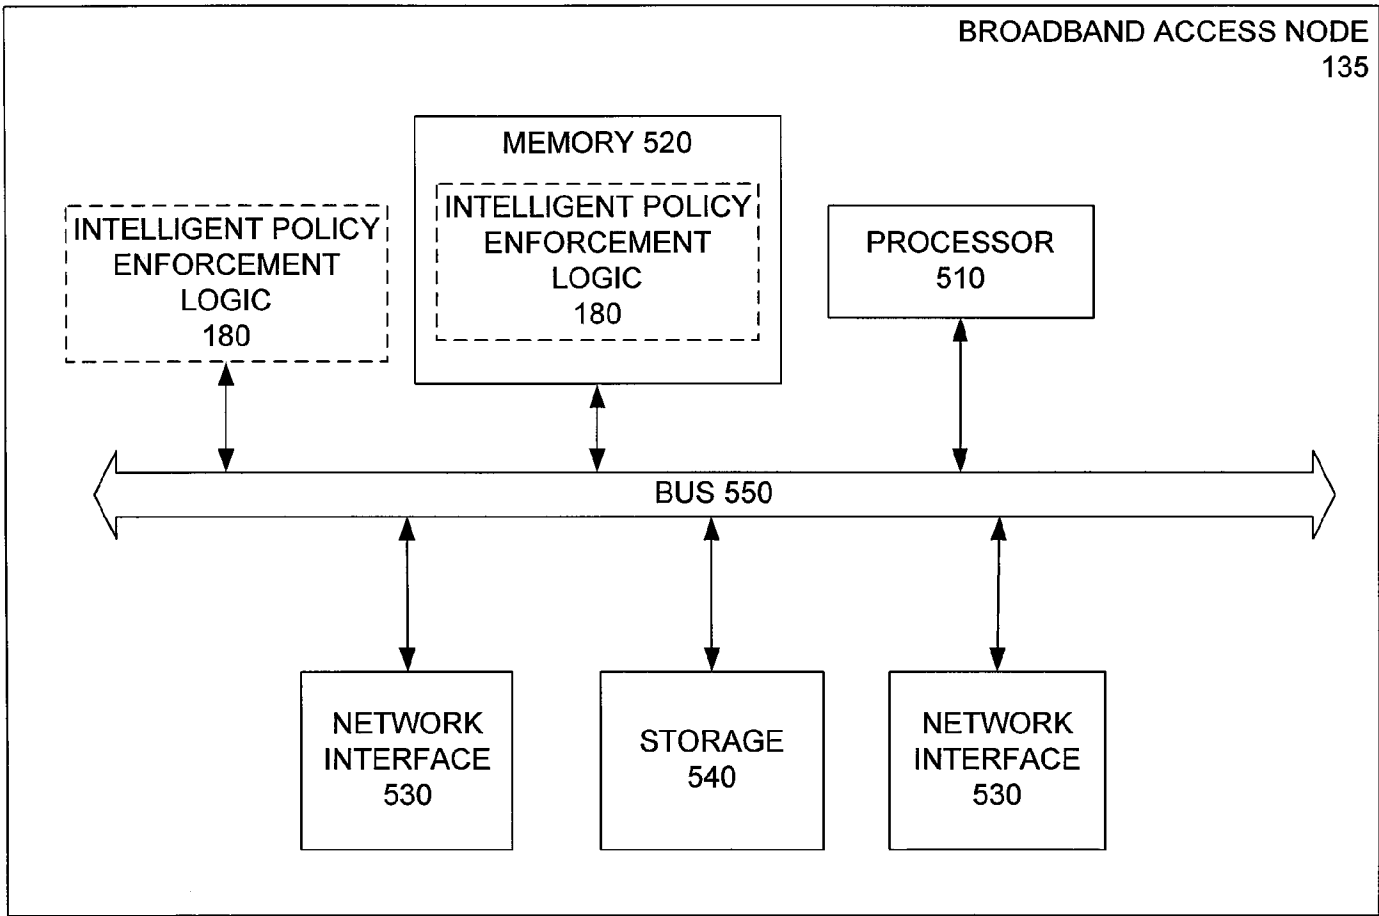 BROADBAND ACCESS NODE
135
MEMORY 520
INTELLIGENT POLICY
ENFORCEMENT
LOGIC
180
INTELLIGENT POLICY
ENFORCEMENT
LOGIC
180
PROCESSOR
510
BUS 550
NETWORK
INTERFACE
530
STORAGE
540
NETWORK
INTERFACE
530